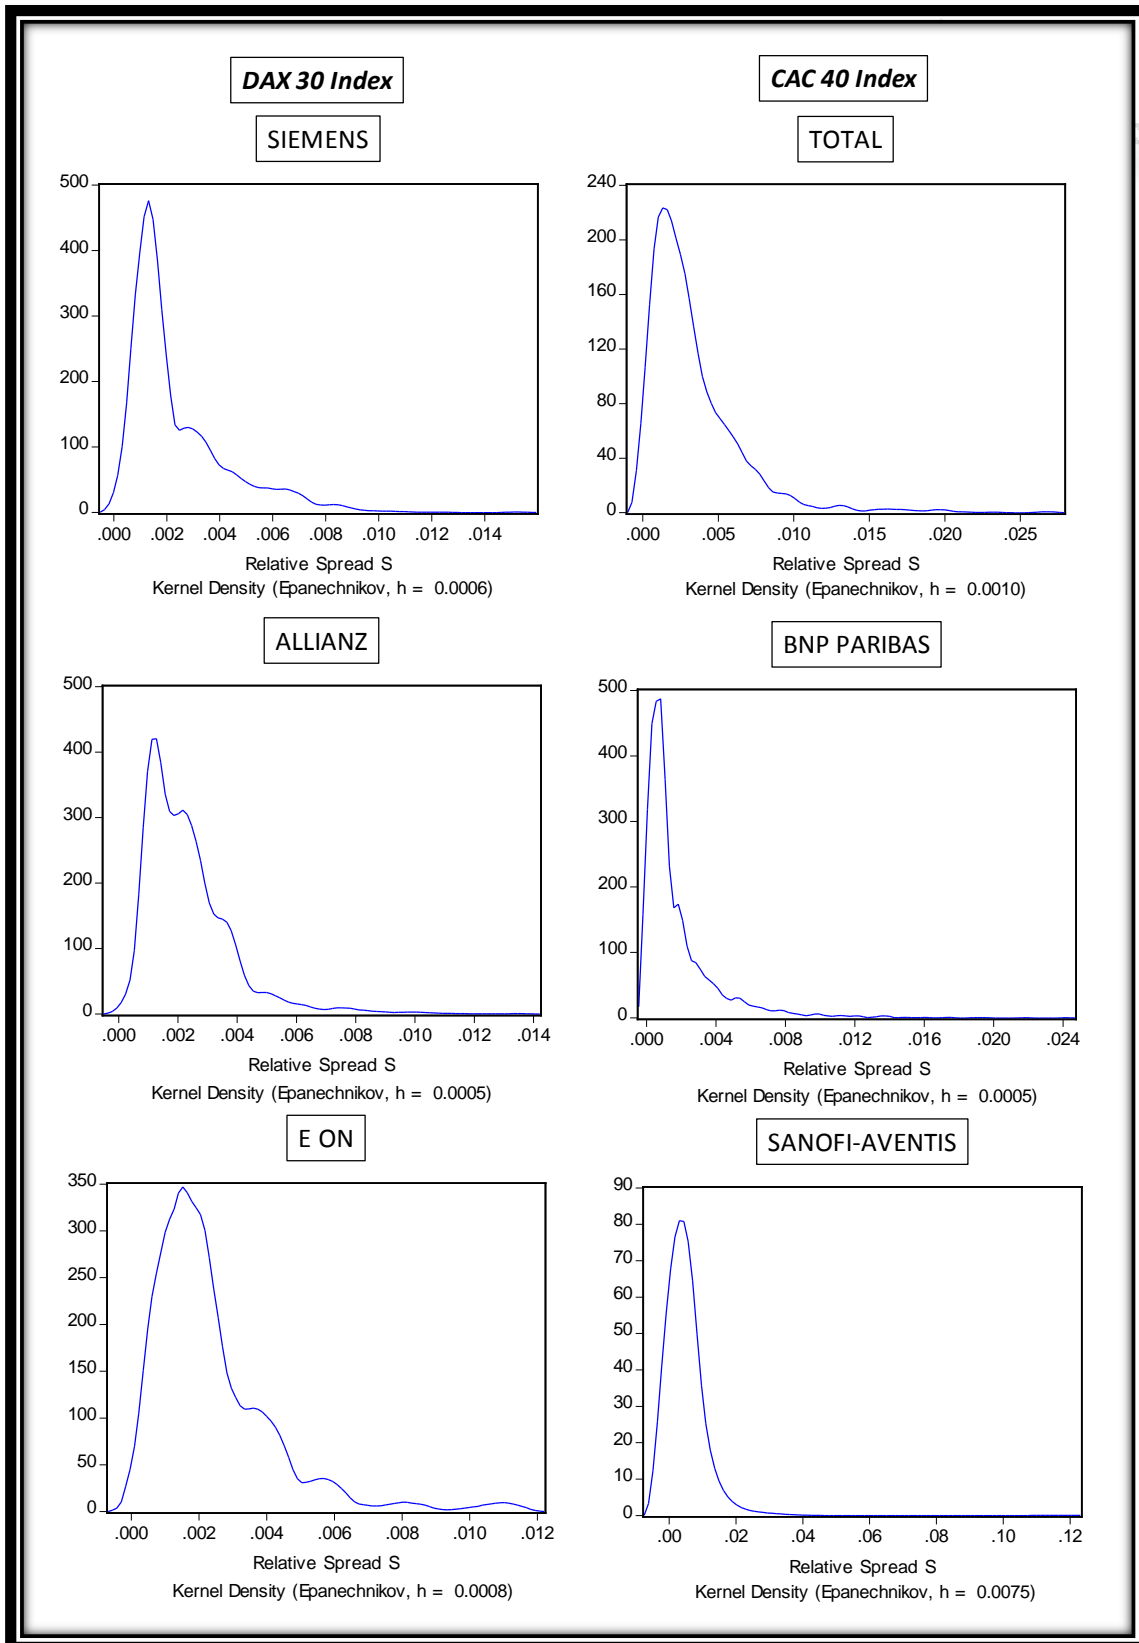 DAX 30 Index
CAC 40 Index
SIEMENS
TOTAL
500
400
300
200
100
0
.000 .002 .004 .006 .008 .010 .012 .014
Relative Spread S
Kernel Density (Epanechnikov, h = 0.0006)
240
200
160
120
80
40
0
.000 .005 .010 .015 .020 .025
Relative Spread S
Kernel Density (Epanechnikov, h = 0.0010)
ALLIANZ
BNP PARIBAS
500
400
300
200
100
0
.000 .002 .004 .006 .008 .010 .012 .014
Relative Spread S
Kernel Density (Epanechnikov, h = 0.0005)
500
400
300
200
100
0
.000 .004 .008 .012 .016 .020 .024
Relative Spread S
Kernel Density (Epanechnikov, h = 0.0005)
E ON
SANOFI-AVENTIS
350
300
250
200
150
100
50
0
.000 .002 .004 .006 .008 .010 .012
Relative Spread S
Kernel Density (Epanechnikov, h = 0.0008)
90
80
70
60
50
40
30
20
10
0
.00 .02 .04 .06 .08 .10 .12
Relative Spread S
Kernel Density (Epanechnikov, h = 0.0075)